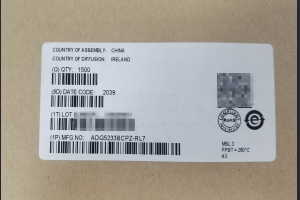 COUNTRY OF ASSEMBLY: CHINA
COUNTRY OF DIFFUSION: IRELAND
(Q) QTY: 1500
(9D) DATE CODE: 2039
(1T) LOT
(1P) MFG NO: ADG5233BCPZ-RL7
MSL 3
PPBT = 260°C
e3